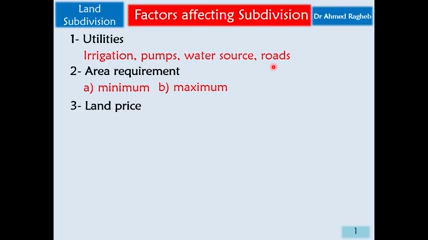 Land
Subdivision
Factors affecting Subdivision
Dr Ahmed Ragheb
1- Utilities
Irrigation, pumps, water source, roads
2- Area requirement
a) minimum b) maximum
3- Land price
1